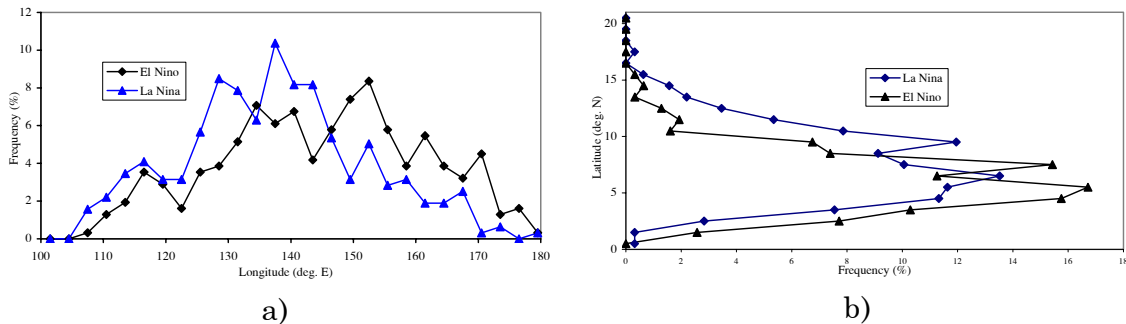 12
10
8
6
4
2
0
Frequency (%)
El Nino
La Nina
100 110 120 130 140 150 160 170 180
Longitude (deg. E)
a)
20
15
10
5
0
Latitude (deg. N)
La Nina
El Nino
0 2 4 6 8 10 12 14 16 18
Frequency (%)
b)